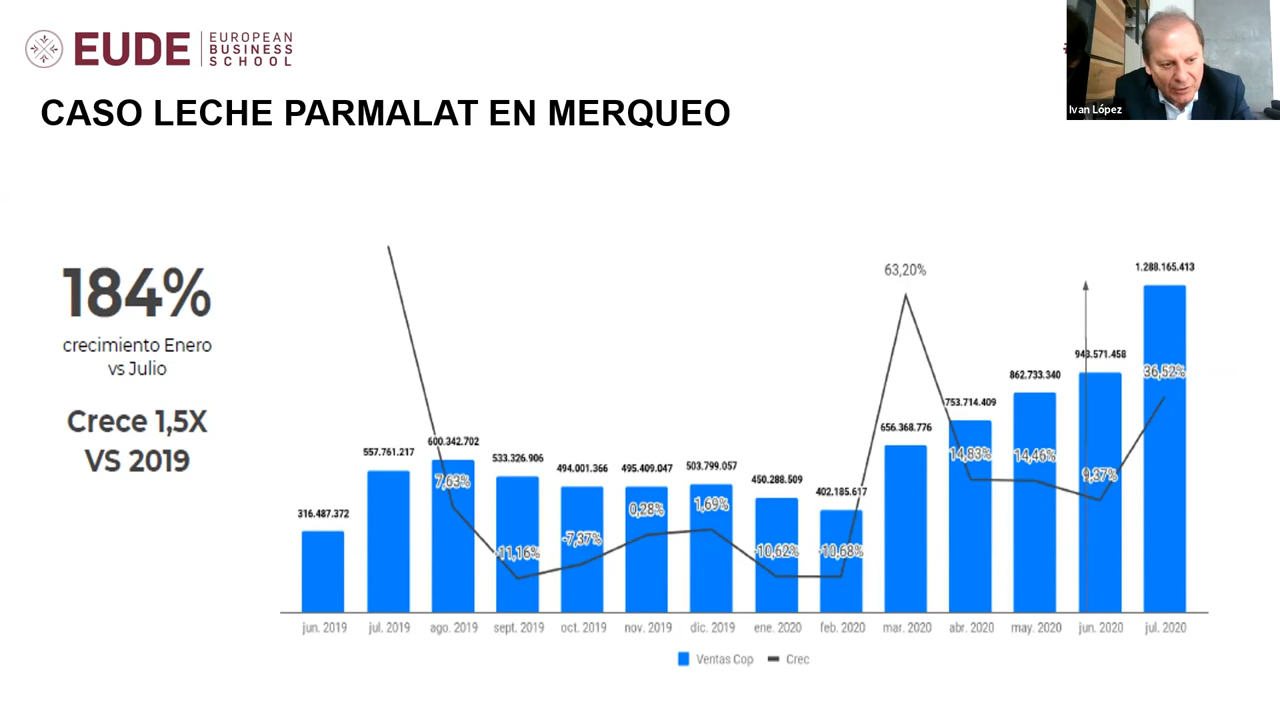 EUDE
EUROPEAN
BUSINESS
SCHOOL
Ivan López
CASO LECHE PARMALAT EN MERQUEO
184%
crecimiento Enero
vs Julio
Crece 1,5X
VS 2019
316.487.372
557.761.217
600.342.702
533.326.906
494.001.366
495.409.047
503.799.057
450.288.509
402.185.617
656.368.776
753.714.409
862.733.340
943.571.458
1.288.165.413
7,63%
-11,16%
-7,37%
0,28%
1,69%
-10,62%
-10,68%
63,20%
14,83%
14,46%
9,37%
36,52%
jun. 2019
jul. 2019
ago. 2019
sept. 2019
oct. 2019
nov. 2019
dic. 2019
ene. 2020
feb. 2020
mar. 2020
abr. 2020
may. 2020
jun. 2020
jul. 2020
Ventas Cop
Crec